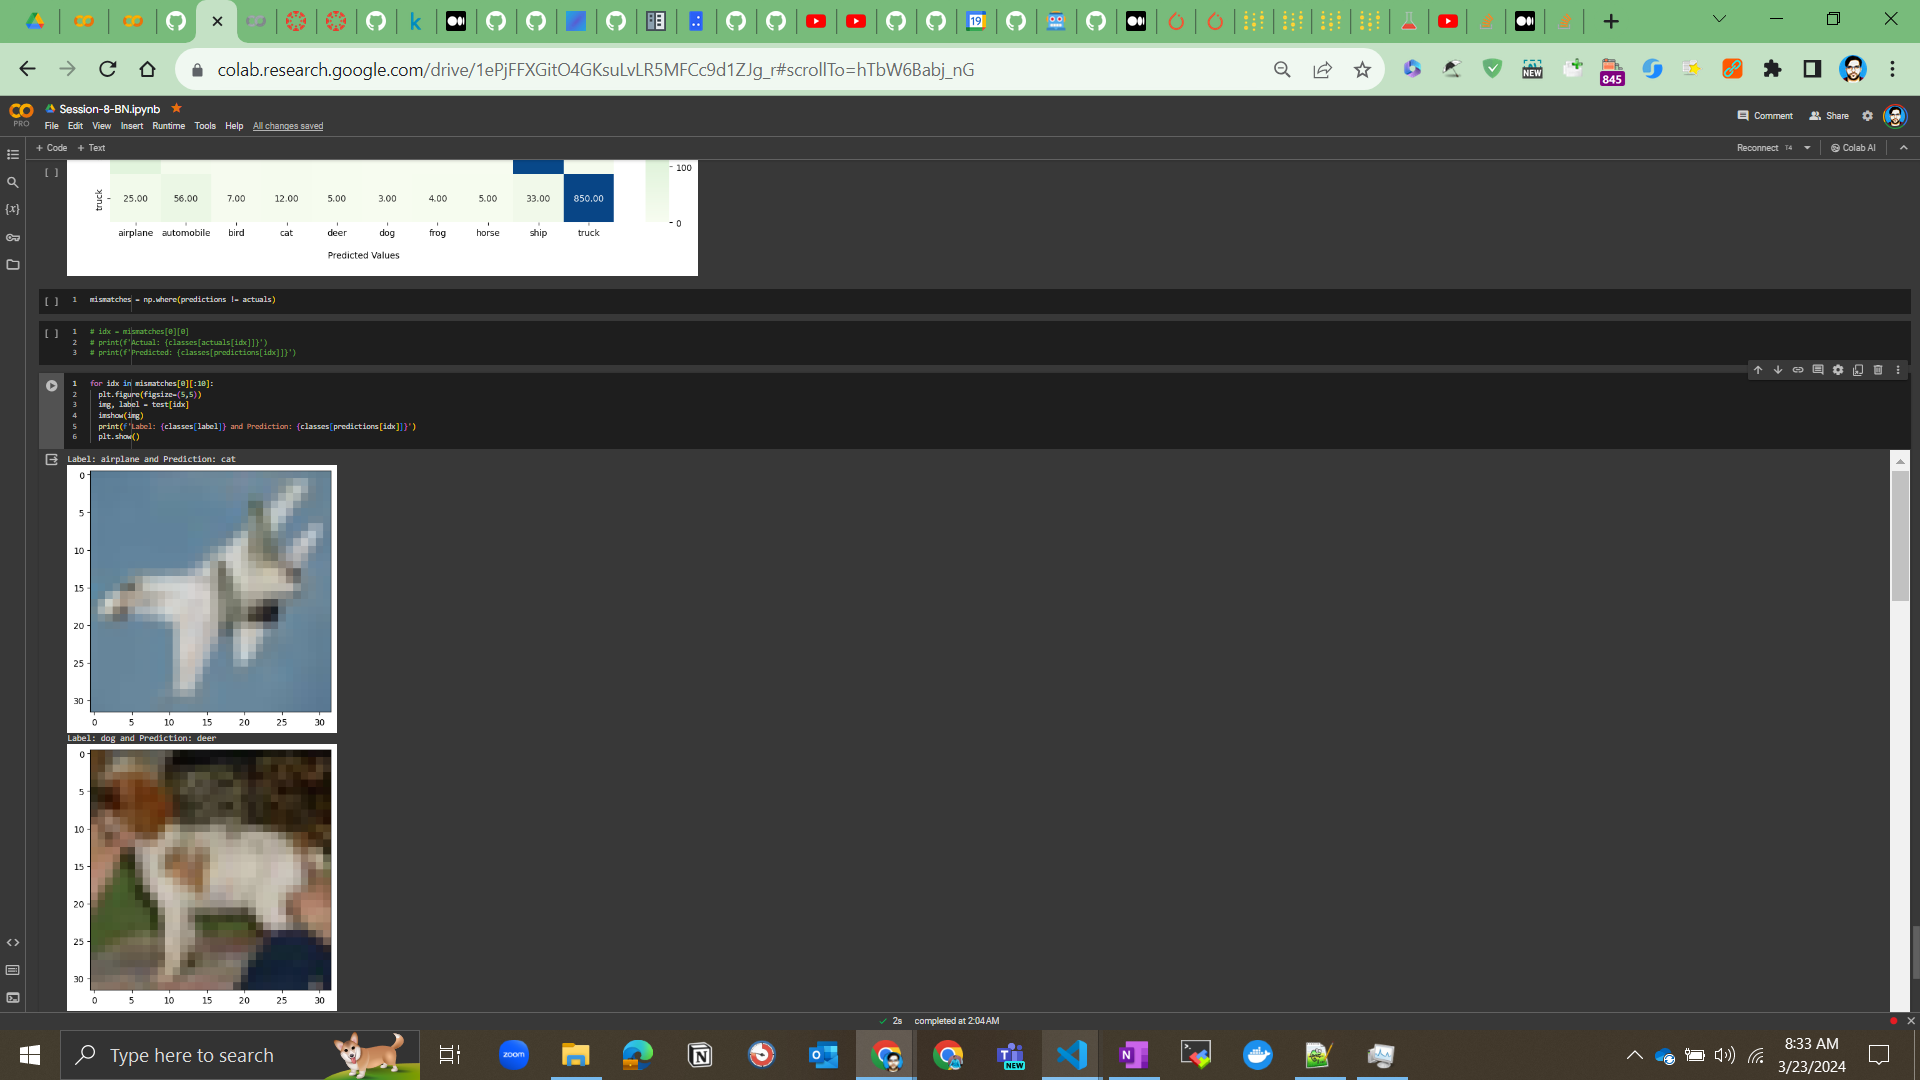 colab.research.google.com/drive/1ePjFFXGitO4GKsuLvLR5MFCc9d1ZJg_r#scrollTo=hTbW6Babj_nG
19
NEW
845
PRO
Session-8-BN.ipynb
File Edit View Insert Runtime Tools Help All changes saved
Comment Share
+ Code + Text
Reconnect T4 Colab AI
{x}
[ ]
100
truck
25.00 56.00 7.00 12.00 5.00 3.00 4.00 5.00 33.00 850.00
0
airplane automobile bird cat deer dog frog horse ship truck
Predicted Values
[ ] 1 mismatches = np.where(predictions != actuals)
[ ] 1 # idx = mismatches[0][0]
2 # print(f'Actual: {classes[actuals[idx]]}')
3 # print(f'Predicted: {classes[predictions[idx]]}')
1 for idx in mismatches[0][:10]:
2 plt.figure(figsize=(5,5))
3 img, label = test[idx]
4 imshow(img)
5 print(f'Label: {classes[label]} and Prediction: {classes[predictions[idx]]}')
6 plt.show()
Label: airplane and Prediction: cat
0
5
10
15
20
25
30
0 5 10 15 20 25 30
Label: dog and Prediction: deer
0
5
10
15
20
25
30
0 5 10 15 20 25 30
2s completed at 2:04 AM
Type here to search
zoom
NEW
8:33 AM
3/23/2024